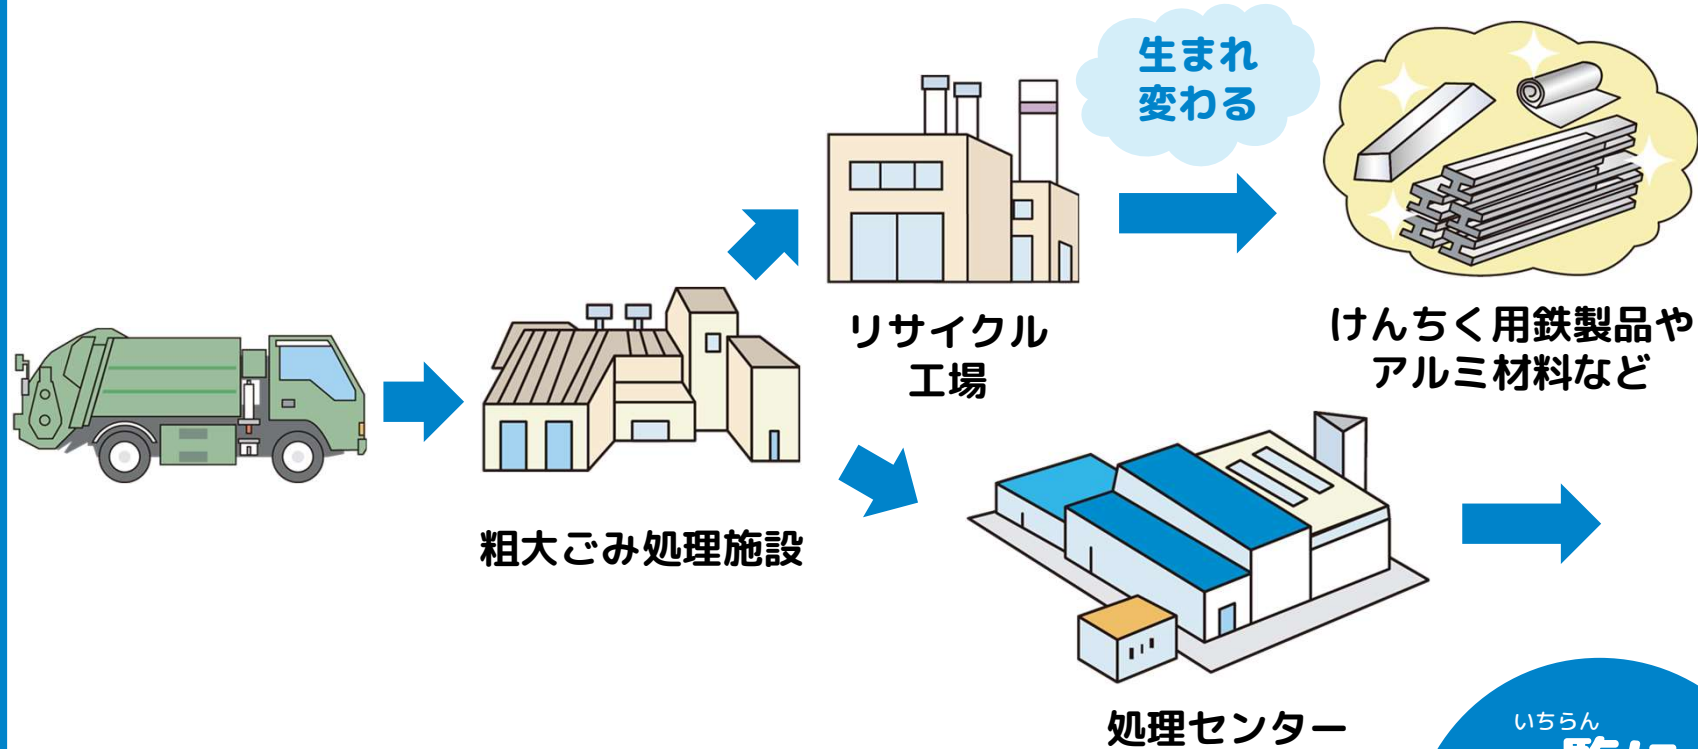 生まれ
変わる
リサイクル
工場
けんちく用鉄製品や
アルミ材料など
粗大ごみ処理施設
処理センター
いちらん